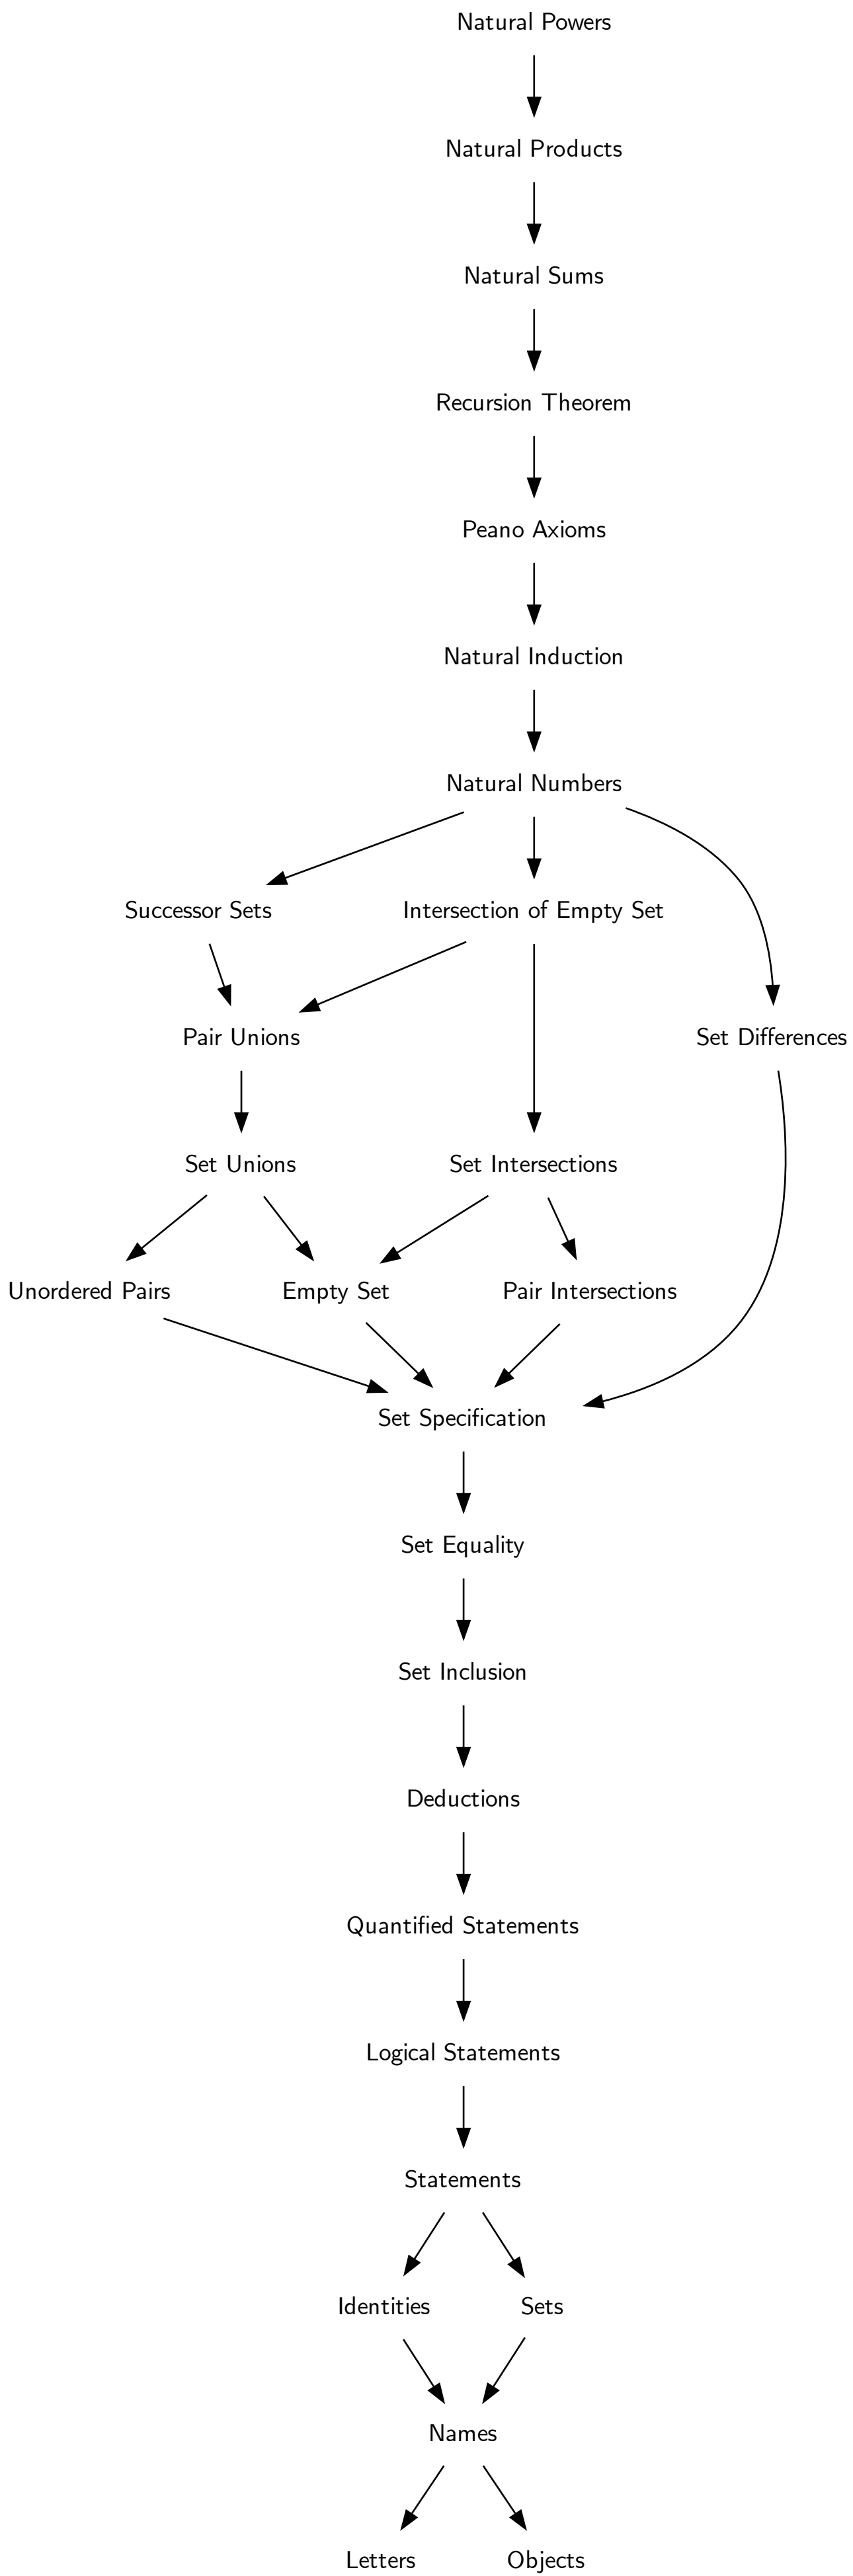 Natural Powers
Natural Products
Natural Sums
Recursion Theorem
Peano Axioms
Natural Induction
Natural Numbers
Successor Sets
Intersection of Empty Set
Pair Unions
Set Differences
Set Unions
Set Intersections
Unordered Pairs
Empty Set
Pair Intersections
Set Specification
Set Equality
Set Inclusion
Deductions
Quantified Statements
Logical Statements
Statements
Identities
Sets
Names
Letters
Objects